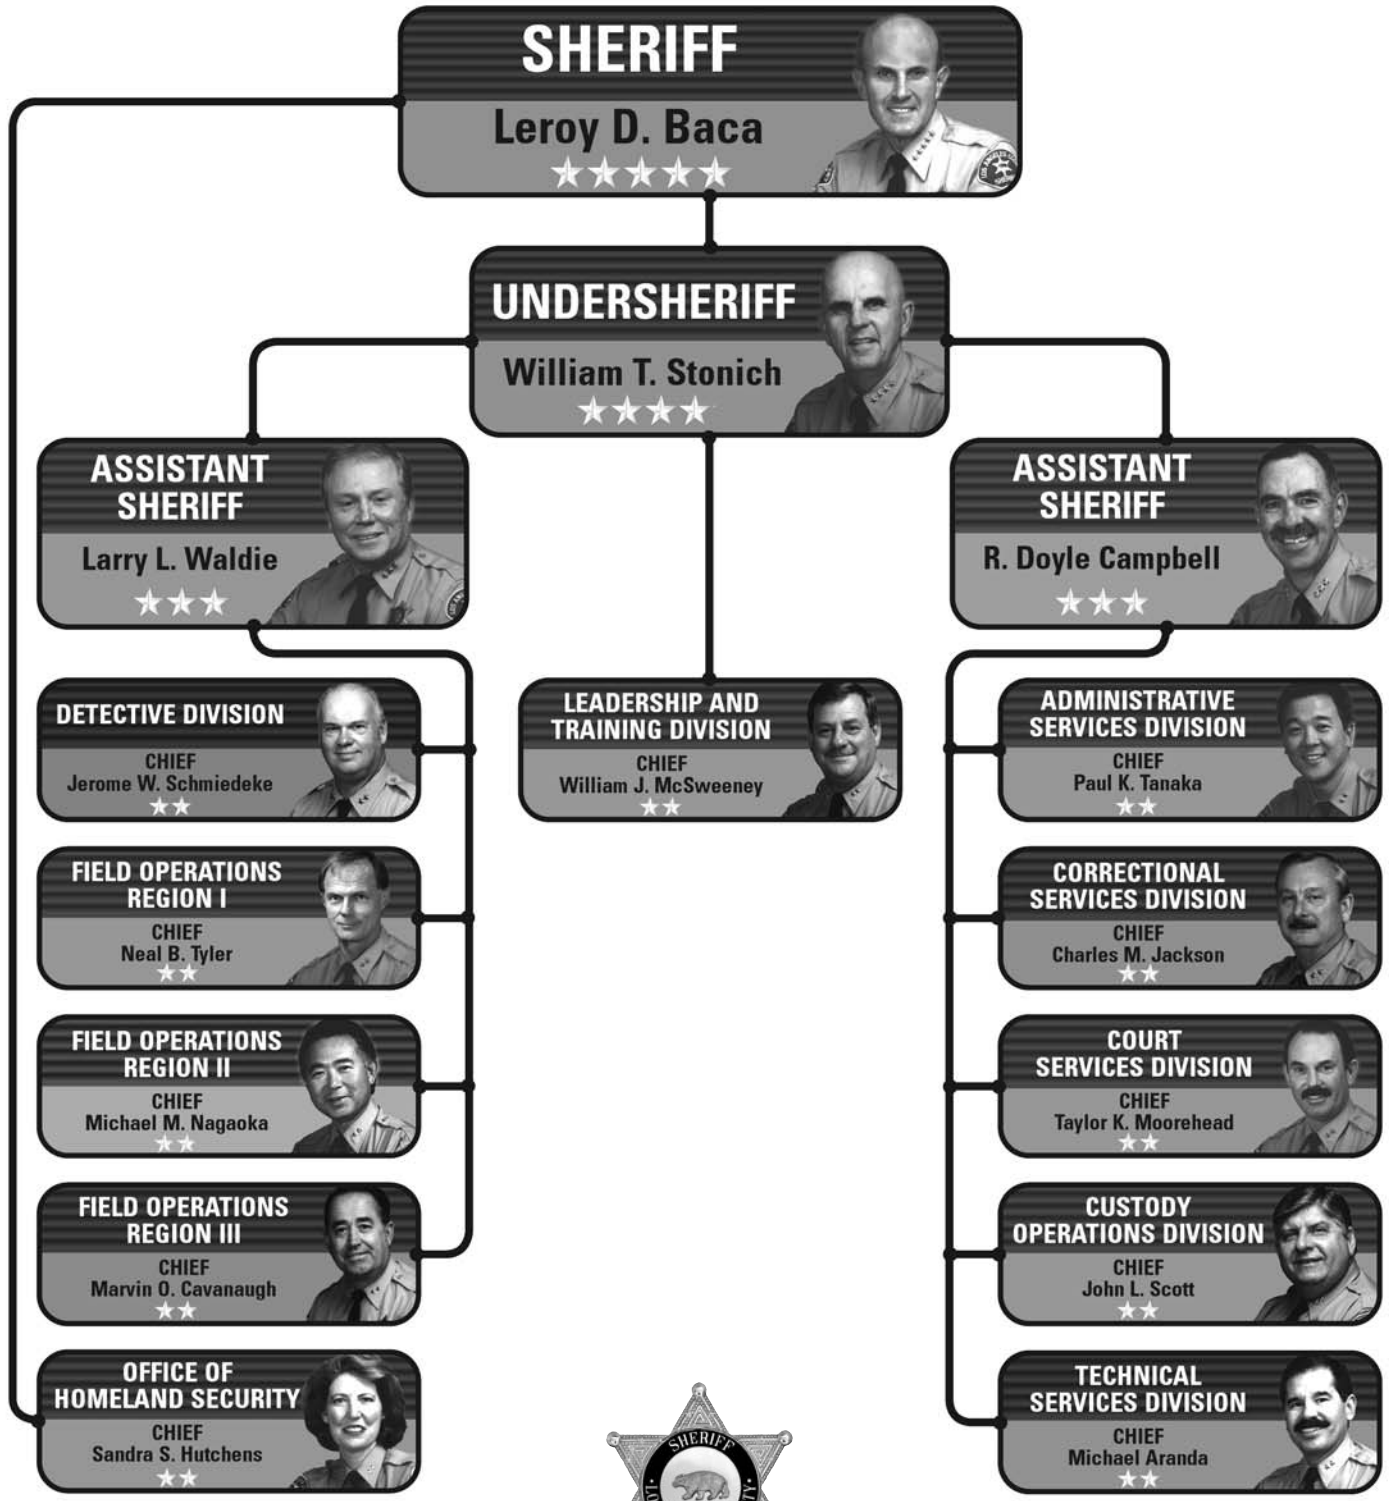 SHERIFF
Leroy D. Baca
UNDERSHERIFF
William T. Stonich
ASSISTANT
SHERIFF
Larry L. Waldie
ASSISTANT
SHERIFF
R. Doyle Campbell
DETECTIVE DIVISION
CHIEF
Jerome W. Schmiedeke
FIELD OPERATIONS
REGION I
CHIEF
Neal B. Tyler
FIELD OPERATIONS
REGION II
CHIEF
Michael M. Nagaoka
FIELD OPERATIONS
REGION III
CHIEF
Marvin O. Cavanaugh
OFFICE OF
HOMELAND SECURITY
CHIEF
Sandra S. Hutchens
LEADERSHIP AND
TRAINING DIVISION
CHIEF
William J. McSweeney
ADMINISTRATIVE
SERVICES DIVISION
CHIEF
Paul K. Tanaka
CORRECTIONAL
SERVICES DIVISION
CHIEF
Charles M. Jackson
COURT
SERVICES DIVISION
CHIEF
Taylor K. Moorehead
CUSTODY
OPERATIONS DIVISION
CHIEF
John L. Scott
TECHNICAL
SERVICES DIVISION
CHIEF
Michael Aranda
SHERIFF